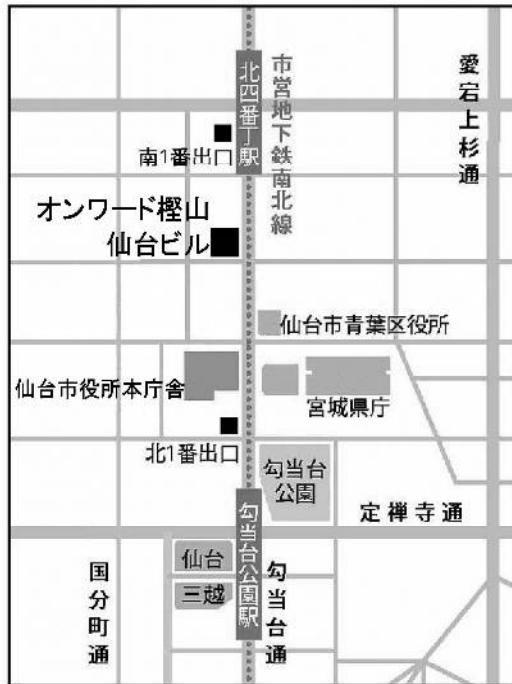 北四番丁駅
市営地下鉄南北線
愛宕上杉通
南1番出口
オンワード樫山
仙台ビル
仙台市青葉区役所
仙台市役所本庁舎
宮城県庁
北1番出口
勾当台
公園
定禅寺通
勾当台公園駅
仙台
三越
国分町通
勾当台通